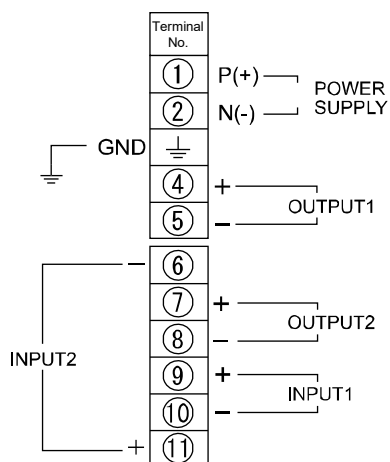 Terminal
No.
① P(+)
POWER
SUPPLY
② N(-)
GND
④ +
OUTPUT1
⑤ −
− ⑥
⑦ +
OUTPUT2
⑧ −
INPUT2
⑨ +
INPUT1
⑩ −
+ ⑪